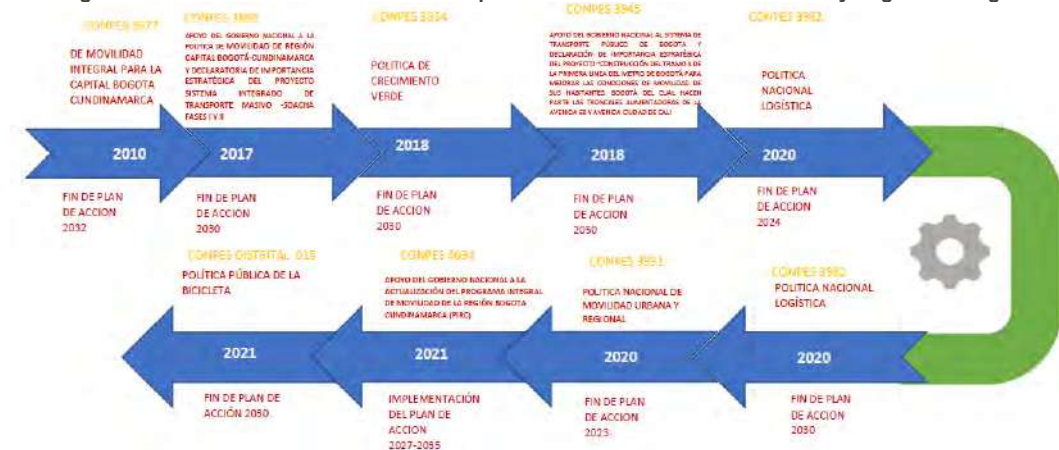 CONPES 3677
DE MOVILIDAD
INTEGRAL PARA LA
CAPITAL BOGOTA
CUNDINAMARCA
2010
FIN DE PLAN
DE ACCION
2032
APOYO DEL GOBIERNO NACIONAL A LA
POLÍTICA DE MOVILIDAD DE REGIÓN
CAPITAL BOGOTÁ-CUNDINAMARCA
Y DECLARATORIA DE IMPORTANCIA
ESTRATÉGICA DEL PROYECTO
SISTEMA INTEGRADO DE
TRANSPORTE MASIVO -SOACHA
FASES I Y II
2017
FIN DE PLAN
DE ACCION
2030
CONPES 3934
POLITICA DE
CRECIMIENTO
VERDE
2018
FIN DE PLAN
DE ACCION
2030
CONPES 3945
APOYO DEL GOBIERNO NACIONAL AL SISTEMA DE
TRANSPORTE PÚBLICO DE BOGOTA Y
DECLARACIÓN DE IMPORTANCIA ESTRATÉGICA
DEL PROYECTO "CONSTRUCCIÓN DEL TRAMO 1 DE
LA PRIMERA LINEA DEL METRO DE BOGOTÁ PARA
MEJORAR LAS CONDICIONES DE MOVILIDAD DE
SUS HABITANTES. BOGOTÁ DEL CUAL HACEN
PARTE LAS TRONCALES ALIMENTADORAS DE LA
AVENIDA 68 Y AVENIDA CIUDAD DE CALI
2018
FIN DE PLAN
DE ACCION
2050
CONPES 3982
POLITICA
NACIONAL
LOGÍSTICA
2020
FIN DE PLAN
DE ACCION
2024
CONPES 3982
POLITICA NACIONAL
LOGÍSTICA
2020
FIN DE PLAN
DE ACCION
2030
CONPES 3991
POLITICA NACIONAL DE
MOVILIDAD URBANA Y
REGIONAL
2020
FIN DE PLAN
DE ACCION
2023
APOYO DEL GOBIERNO NACIONAL A LA
ACTUALIZACIÓN DEL PROGRAMA INTEGRAL
DE MOVILIDAD DE LA REGIÓN BOGOTA
CUNDINAMARCA (PIRC)
2021
IMPLEMENTACIÓN
DEL PLAN DE
ACCION
2027-2035
CONPES DISTRITAL 015
POLÍTICA PÚBLICA DE LA
BICICLETA
2021
FIN DE PLAN DE
ACCIÓN 2030